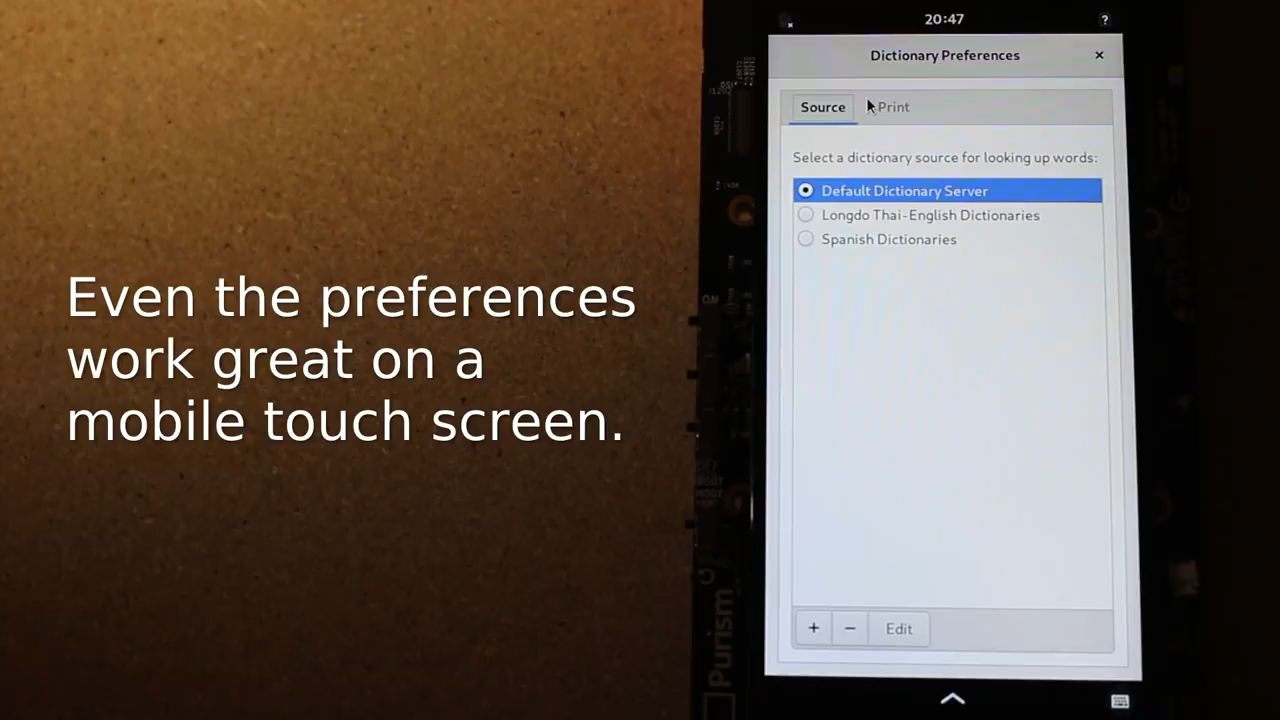 Even the preferences
work great on a
mobile touch screen.
20:47
?
Dictionary Preferences
×
Source
Print
Select a dictionary source for looking up words:
Default Dictionary Server
Longdo Thai-English Dictionaries
Spanish Dictionaries
+ − Edit
Purism